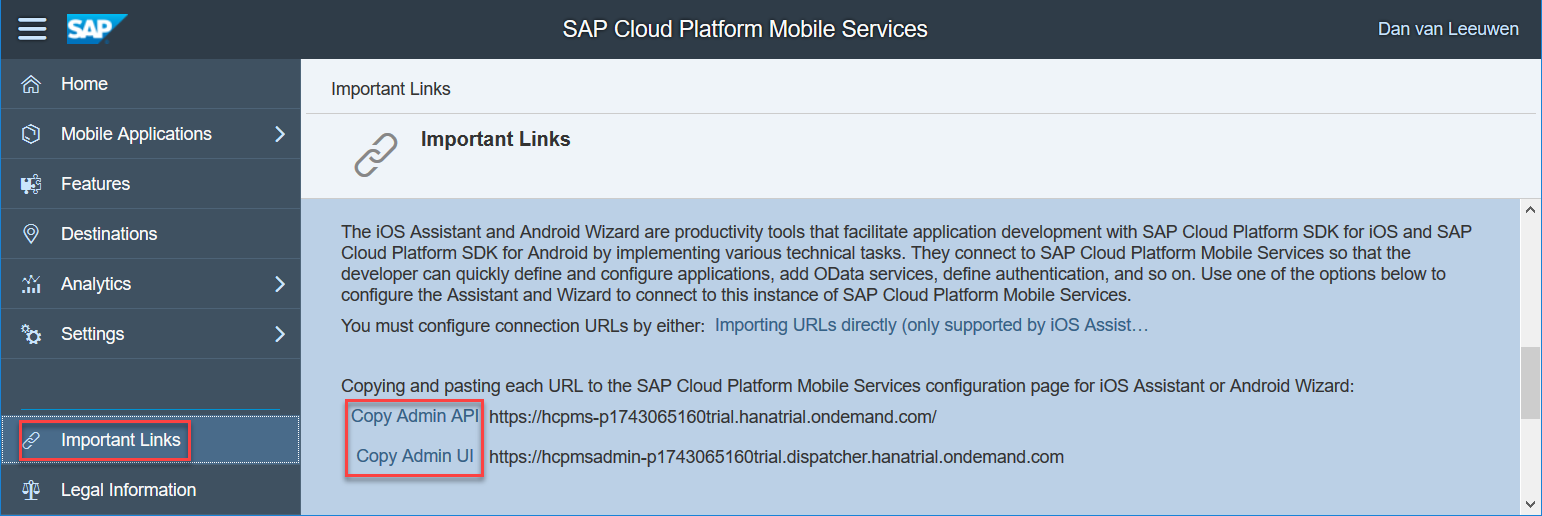 SAP
SAP Cloud Platform Mobile Services
Dan van Leeuwen
Home
Mobile Applications
Features
Destinations
Analytics
Settings
Important Links
Legal Information
Important Links
Important Links
The iOS Assistant and Android Wizard are productivity tools that facilitate application development with SAP Cloud Platform SDK for iOS and SAP
Cloud Platform SDK for Android by implementing various technical tasks. They connect to SAP Cloud Platform Mobile Services so that the
developer can quickly define and configure applications, add OData services, define authentication, and so on. Use one of the options below to
configure the Assistant and Wizard to connect to this instance of SAP Cloud Platform Mobile Services.
You must configure connection URLs by either: Importing URLs directly (only supported by iOS Assist…
Copying and pasting each URL to the SAP Cloud Platform Mobile Services configuration page for iOS Assistant or Android Wizard:
Copy Admin API https://hcpms-p1743065160trial.hanatrial.ondemand.com/
Copy Admin UI https://hcpmsadmin-p1743065160trial.dispatcher.hanatrial.ondemand.com